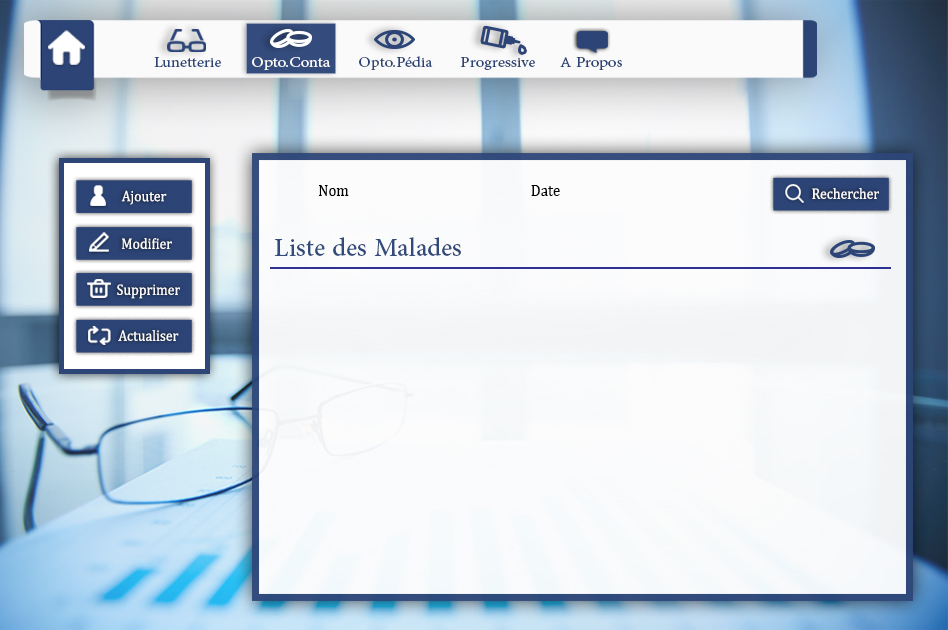 Lunetterie
Opto.Conta
Opto.Pédia
Progressive
A Propos
Ajouter
Modifier
Supprimer
Actualiser
Nom
Date
Rechercher
Liste des Malades